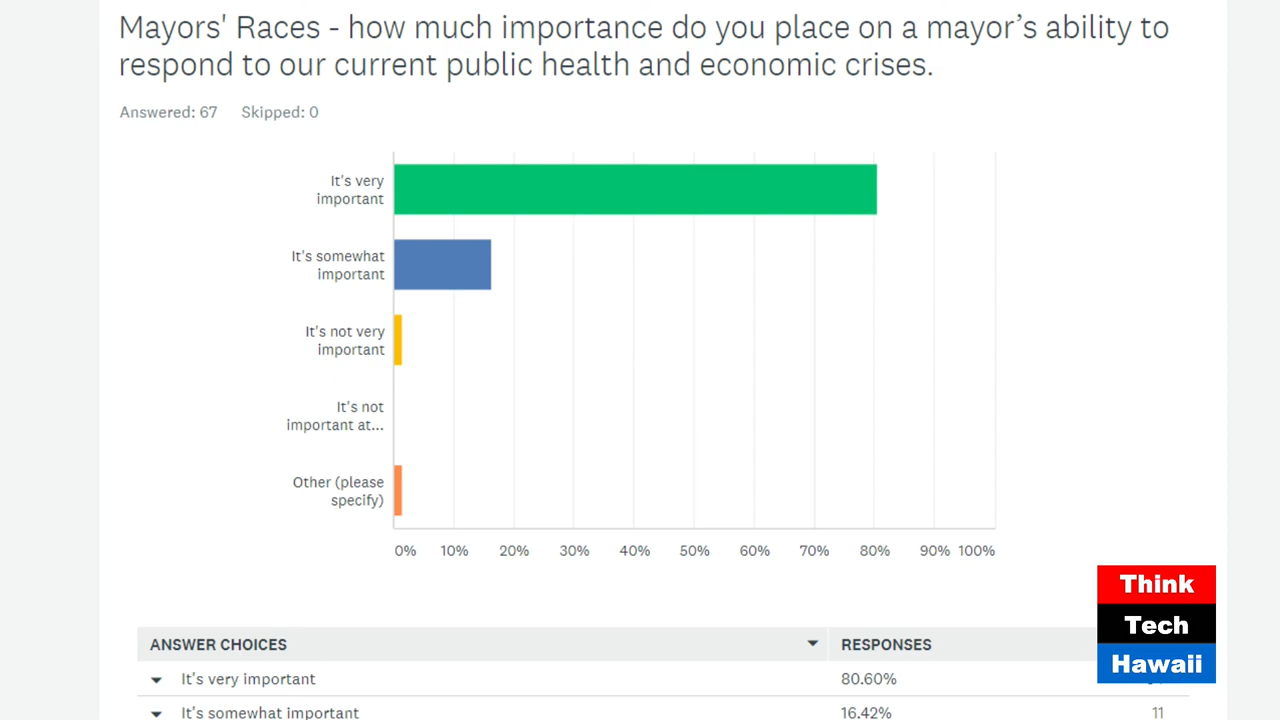 Mayors' Races - how much importance do you place on a mayor’s ability to
respond to our current public health and economic crises.
Answered: 67 Skipped: 0
It's very
important
It's somewhat
important
It's not very
important
It's not
important at...
Other (please
specify)
0% 10% 20% 30% 40% 50% 60% 70% 80% 90% 100%
Think
Tech
Hawaii
ANSWER CHOICES RESPONSES
It's very important 80.60%
It's somewhat important 16.42% 11